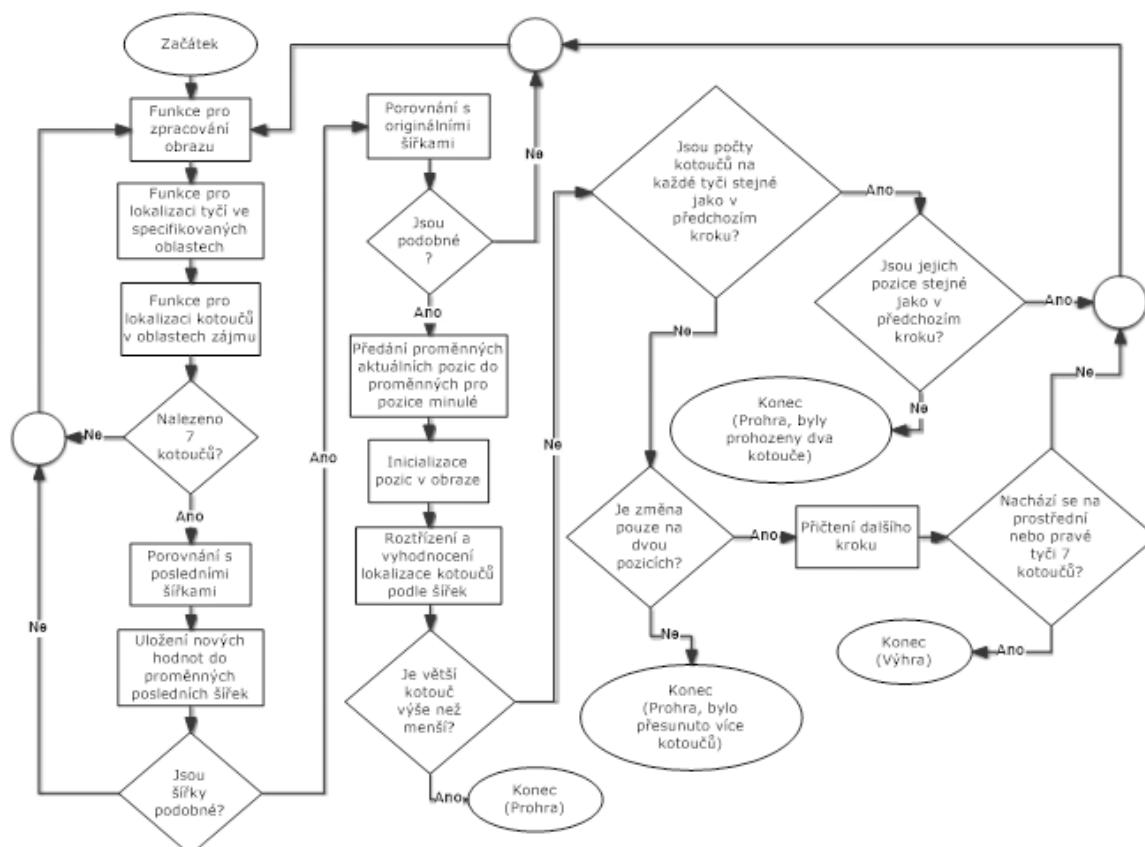 Začátek
Funkce pro
zpracování
obrazu
Funkce pro
lokalizaci tyčí ve
specifikovaných
oblastech
Funkce pro
lokalizaci kotoučů
v oblastech zájmu
Nalezeno
7
kotoučů?
Ne
Ano
Porovnání s
posledními
šířkami
Uložení nových
hodnot do
proměnných
posledních šířek
Jsou
šířky
podobné?
Ne
Ano
Porovnání s
originálními
šířkami
Jsou
podobné
?
Ne
Ano
Předání proměnných
aktuálních pozic do
proměnných pro
pozice minulé
Inicializace
pozic v obraze
Roztřízení a
vyhodnocení
lokalizace kotoučů
podle šířek
Je větší
kotouč
výše než
menší?
Ano
Konec
(Prohra)
Ne
Jsou počty
kotoučů na
každé tyči stejné
jako v
předchozím
kroku?
Ano
Ne
Jsou jejich
pozice stejné
jako v
předchozím
kroku?
Ano
Ne
Konec
(Prohra, byly
prohozeny dva
kotouče)
Je změna
pouze na
dvou
pozicích?
Ano
Ne
Konec
(Prohra, bylo
přesunuto více
kotoučů)
Přičtení dalšího
kroku
Nachází se na
prostřední
nebo pravé
tyči 7
kotoučů?
Ne
Ano
Konec
(Výhra)